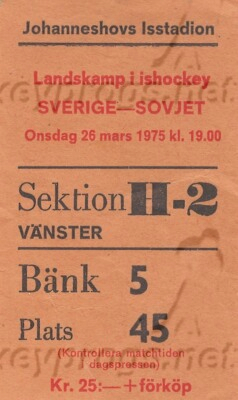 Johanneshovs Isstadion
Landskamp i ishockey
SVERIGE—SOVJET
Onsdag 26 mars 1975 kl. 19.00
Sektion H-2
VÄNSTER
Bänk 5
Plats 45
(Kontrollera matchtiden
i dagspressen)
Kr. 25:— + förköp